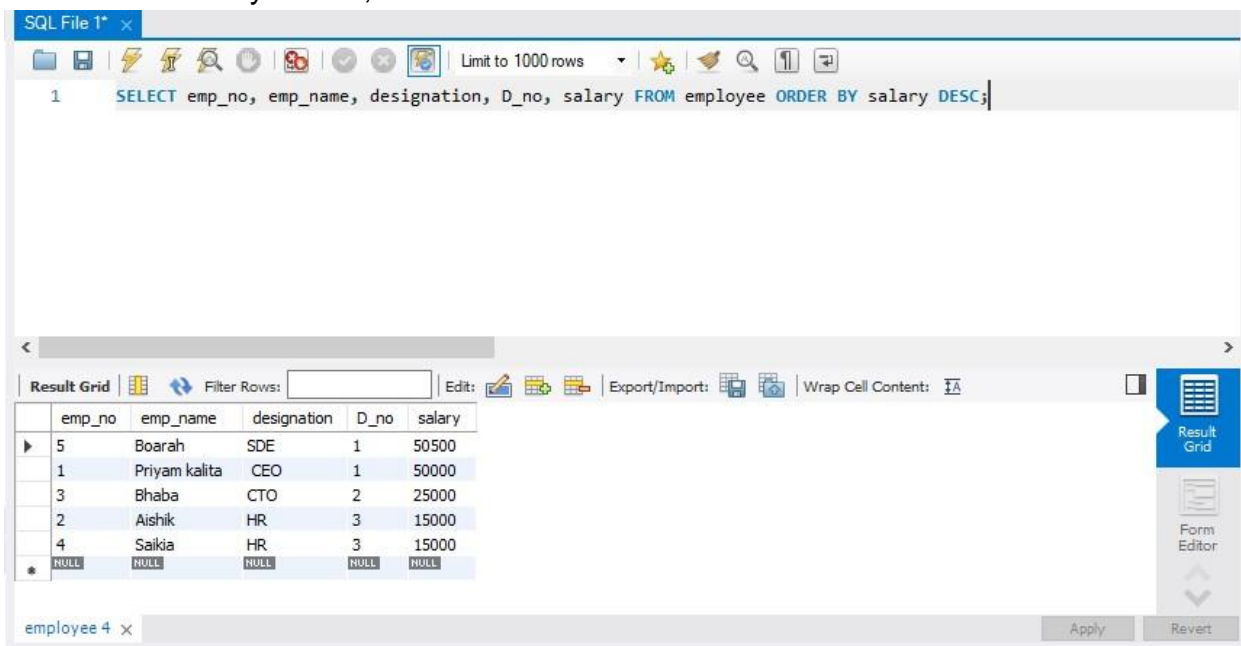 SQL File 1*
Limit to 1000 rows
1 SELECT emp_no, emp_name, designation, D_no, salary FROM employee ORDER BY salary DESC;
Result Grid Filter Rows: Edit: Export/Import: Wrap Cell Content:
emp_no emp_name designation D_no salary
5 Boarah SDE 1 50500
1 Priyam kalita CEO 1 50000
3 Bhaba CTO 2 25000
2 Aishik HR 3 15000
4 Saikia HR 3 15000
NULL NULL NULL NULL NULL
Result
Grid
Form
Editor
employee 4
Apply Revert